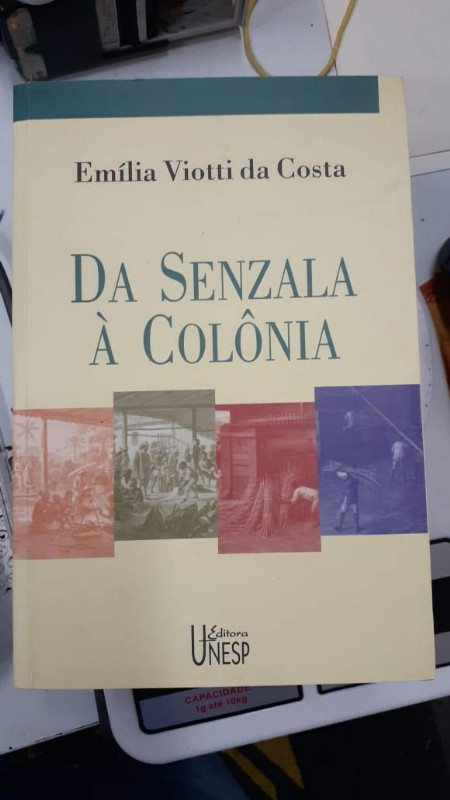 Emília Viotti da Costa
DA SENZALA
À COLÔNIA
Editora
UNESP
CAPACIDADE
1g até 10kg